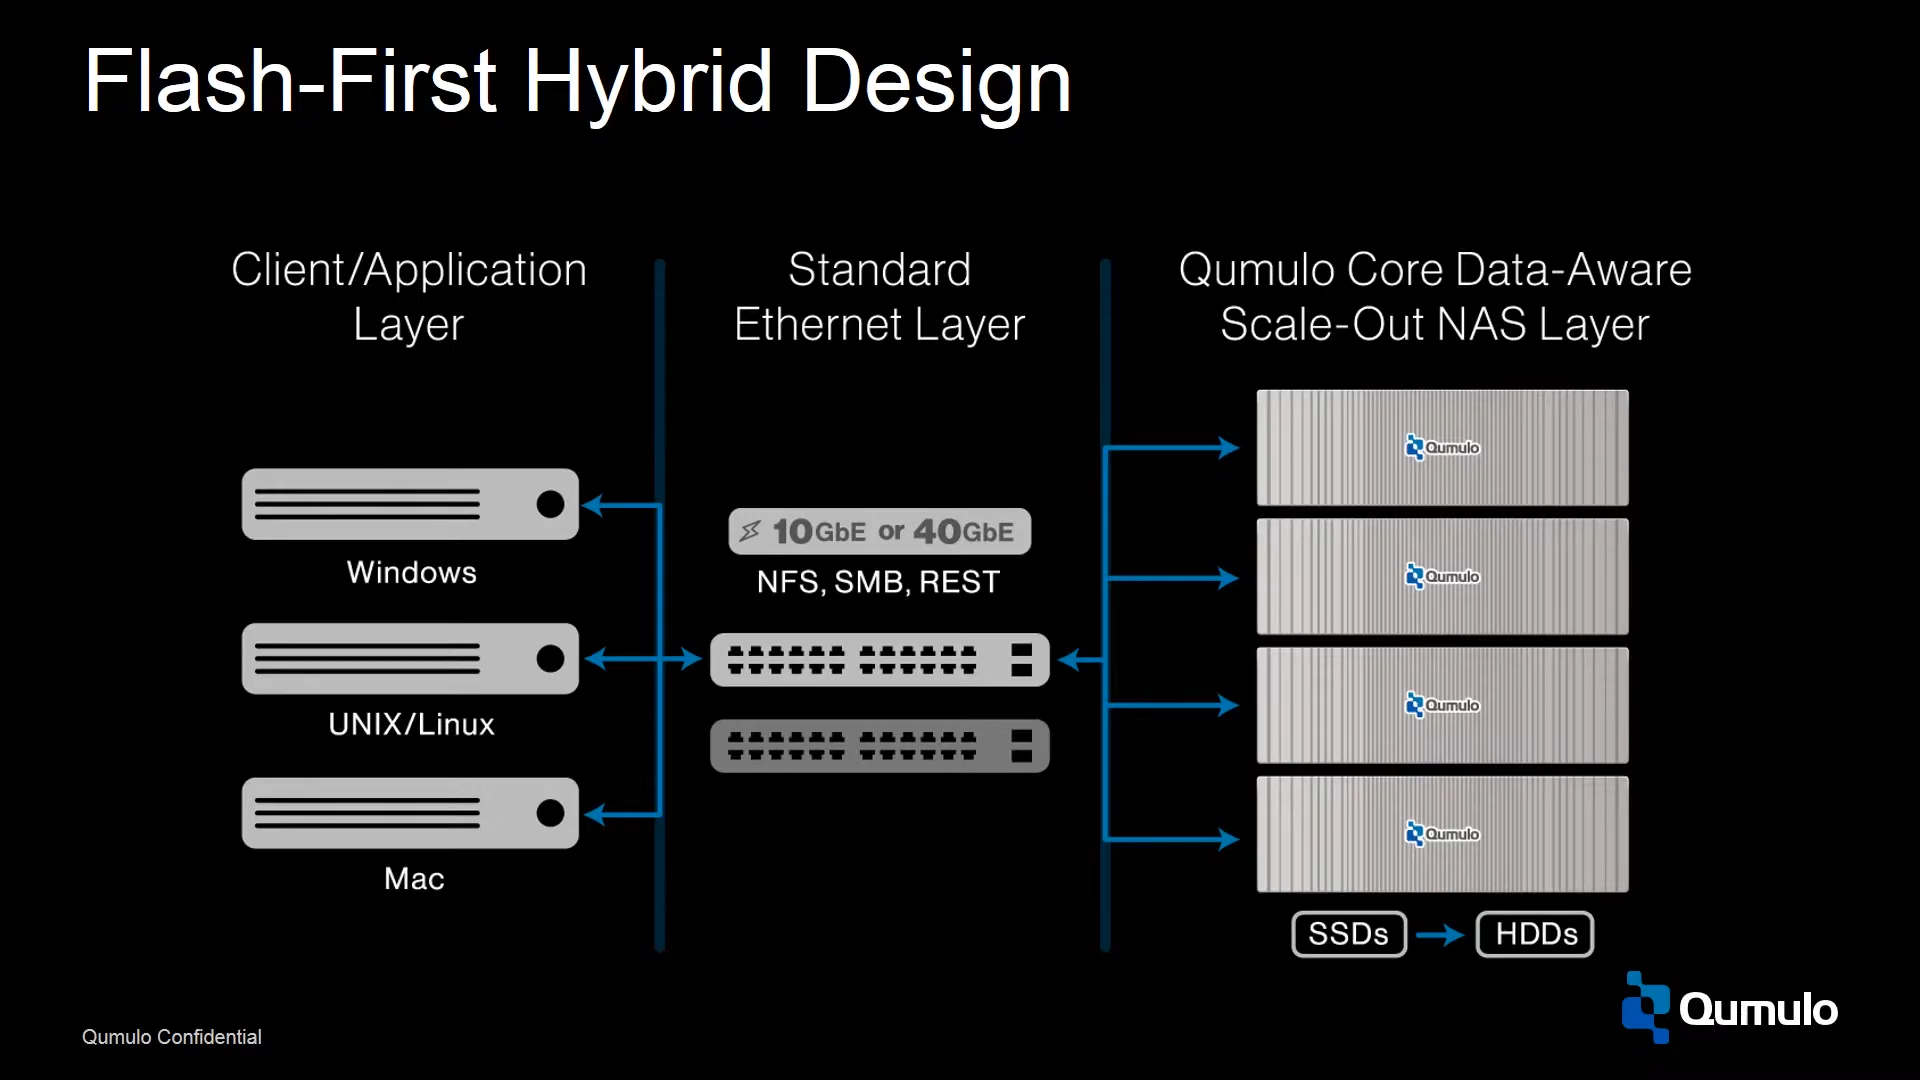 Flash-First Hybrid Design
Client/Application
Layer
Standard
Ethernet Layer
Qumulo Core Data-Aware
Scale-Out NAS Layer
Windows
UNIX/Linux
Mac
10GbE or 40GbE
NFS, SMB, REST
Qumulo
Qumulo
Qumulo
Qumulo
SSDs
HDDs
Qumulo Confidential
Qumulo